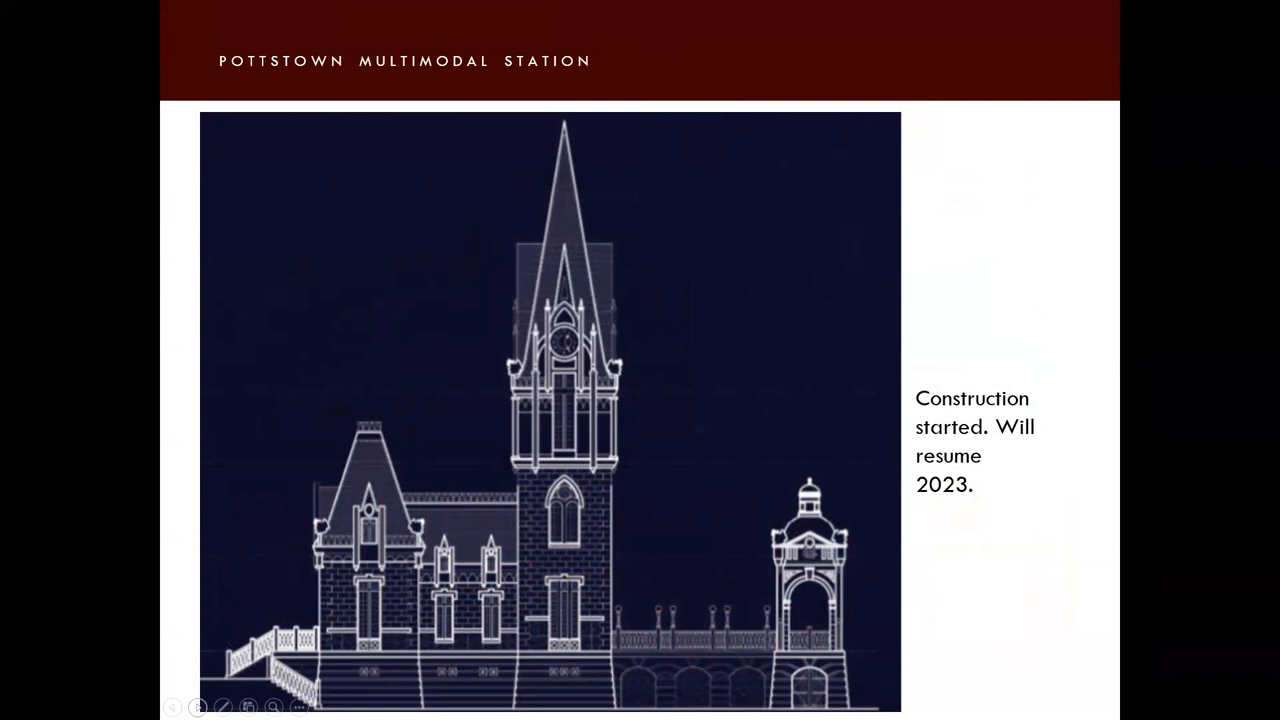 POTTSTOWN MULTIMODAL STATION
Construction
started. Will
resume
2023.